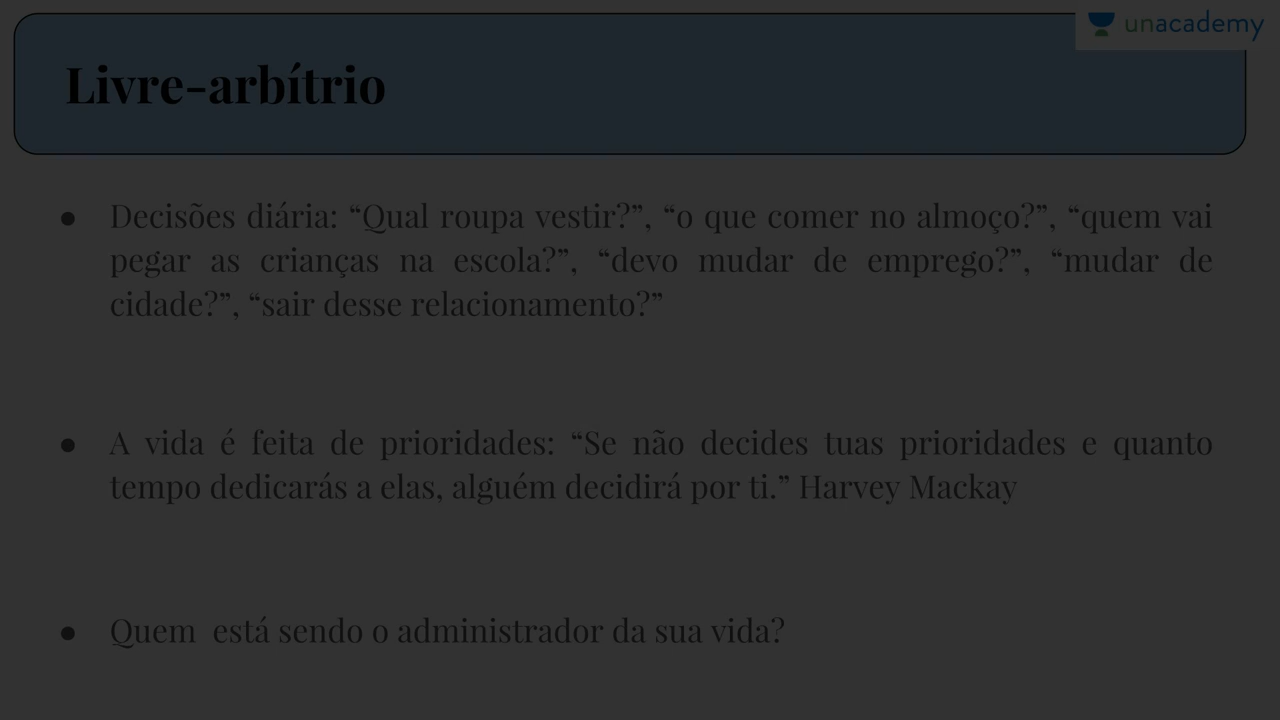 unacademy
Livre-arbítrio
● Decisões diária: “Qual roupa vestir?”, “o que comer no almoço?”, “quem vai
pegar as crianças na escola?”, “devo mudar de emprego?”, “mudar de
cidade?”, “sair desse relacionamento?”
● A vida é feita de prioridades: “Se não decides tuas prioridades e quanto
tempo dedicarás a elas, alguém decidirá por ti.” Harvey Mackay
● Quem está sendo o administrador da sua vida?